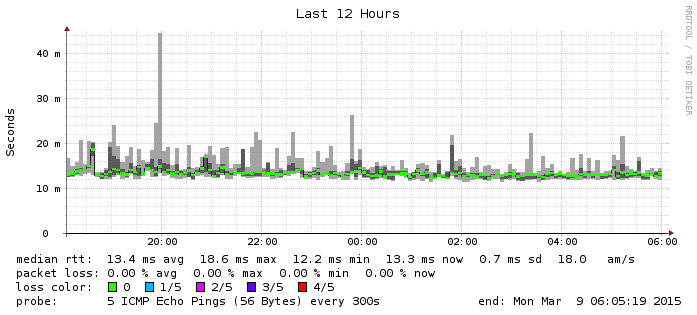 Last 12 Hours
RRDTOOL / TOBI OETIKER
Seconds
40 m
30 m
20 m
10 m
0
20:00 22:00 00:00 02:00 04:00 06:00
median rtt: 13.4 ms avg 18.6 ms max 12.2 ms min 13.3 ms now 0.7 ms sd 18.0 am/s
packet loss: 0.00 % avg 0.00 % max 0.00 % min 0.00 % now
loss color: 0 1/5 2/5 3/5 4/5
probe: 5 ICMP Echo Pings (56 Bytes) every 300s end: Mon Mar 9 06:05:19 2015